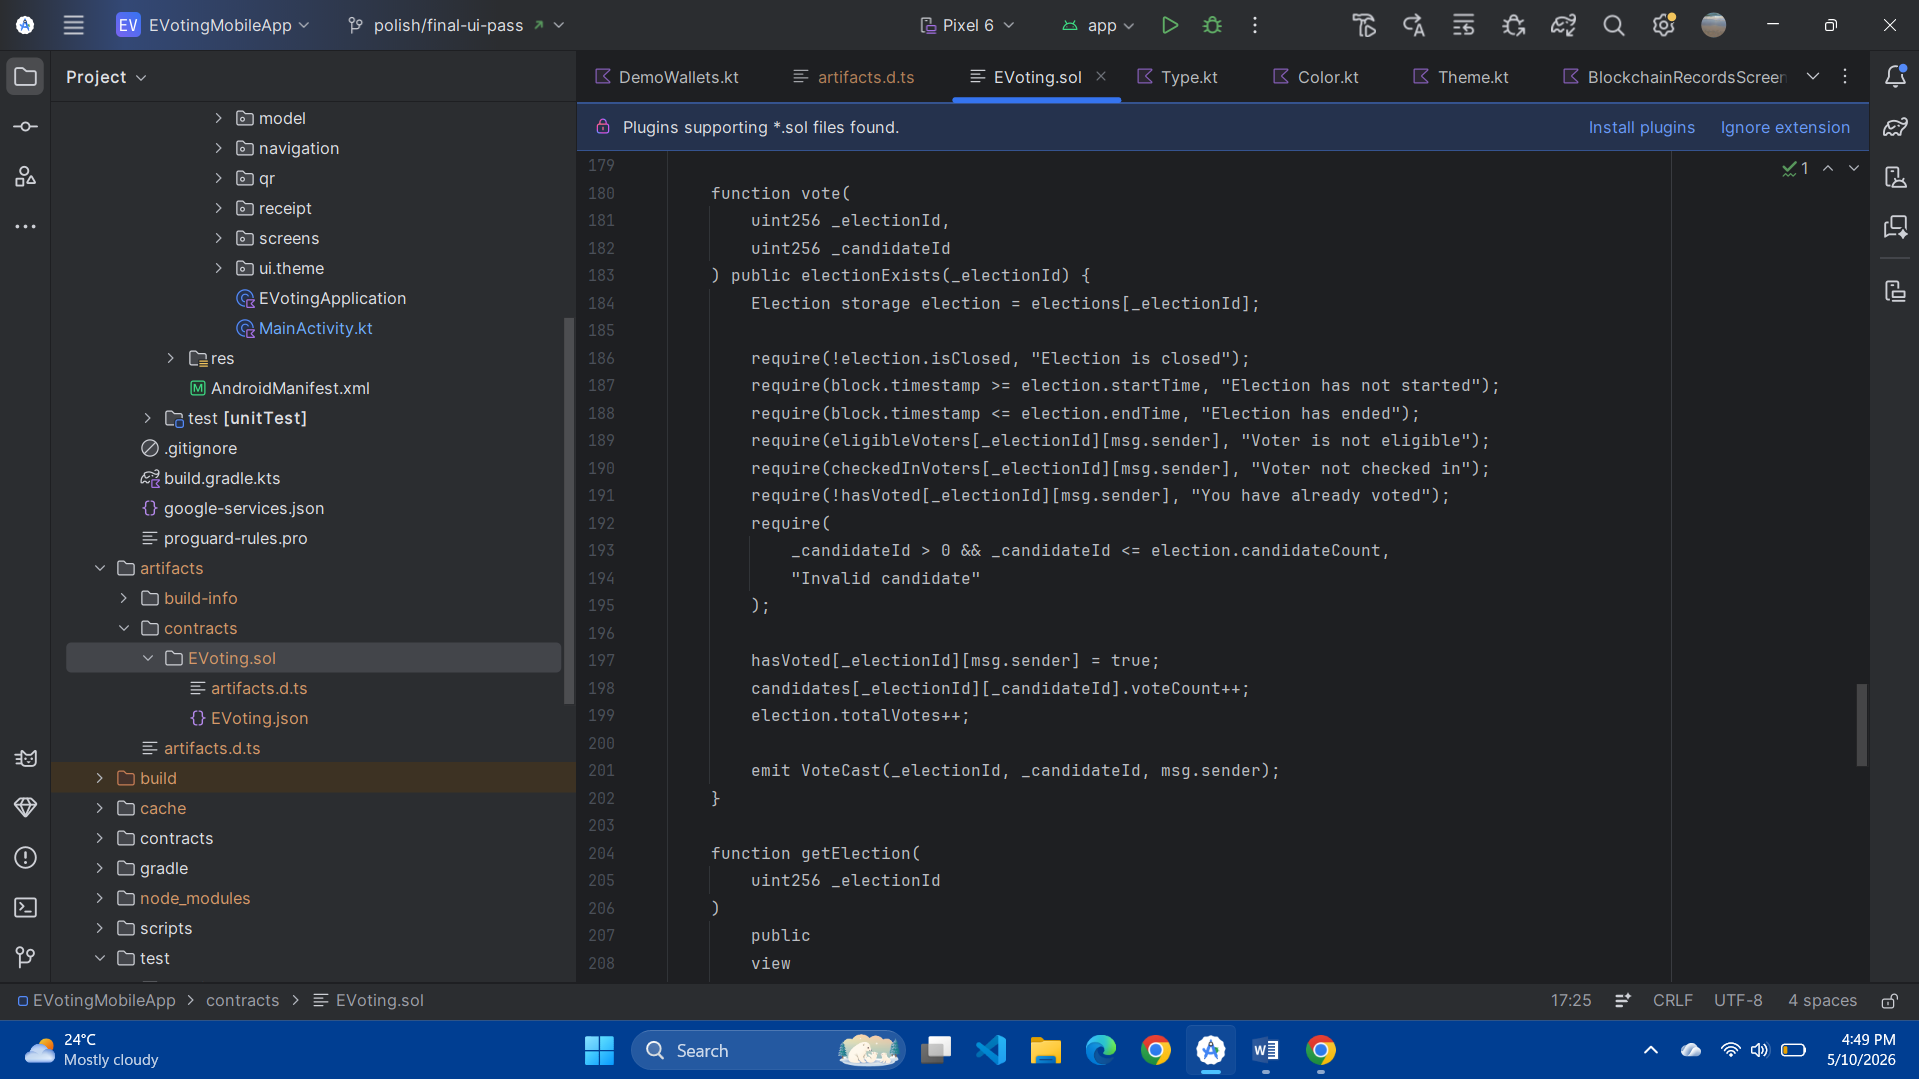 EV EVotingMobileApp polish/final-ui-pass Pixel 6 app
Project
DemoWallets.kt artifacts.d.ts EVoting.sol Type.kt Color.kt Theme.kt BlockchainRecordsScreen
Plugins supporting *.sol files found. Install plugins Ignore extension
model
navigation
qr
receipt
screens
ui.theme
EVotingApplication
MainActivity.kt
res
AndroidManifest.xml
test [unitTest]
.gitignore
build.gradle.kts
google-services.json
proguard-rules.pro
artifacts
build-info
contracts
EVoting.sol
artifacts.d.ts
EVoting.json
artifacts.d.ts
build
cache
contracts
gradle
node_modules
scripts
test
1
179
180 function vote(
181 uint256 _electionId,
182 uint256 _candidateId
183 ) public electionExists(_electionId) {
184 Election storage election = elections[_electionId];
185
186 require(!election.isClosed, "Election is closed");
187 require(block.timestamp >= election.startTime, "Election has not started");
188 require(block.timestamp <= election.endTime, "Election has ended");
189 require(eligibleVoters[_electionId][msg.sender], "Voter is not eligible");
190 require(checkedInVoters[_electionId][msg.sender], "Voter not checked in");
191 require(!hasVoted[_electionId][msg.sender], "You have already voted");
192 require(
193 _candidateId > 0 && _candidateId <= election.candidateCount,
194 "Invalid candidate"
195 );
196
197 hasVoted[_electionId][msg.sender] = true;
198 candidates[_electionId][_candidateId].voteCount++;
199 election.totalVotes++;
200
201 emit VoteCast(_electionId, _candidateId, msg.sender);
202 }
203
204 function getElection(
205 uint256 _electionId
206 )
207 public
208 view
EVotingMobileApp > contracts > EVoting.sol 17:25 CRLF UTF-8 4 spaces
24°C
Mostly cloudy
Search
4:49 PM
5/10/2026